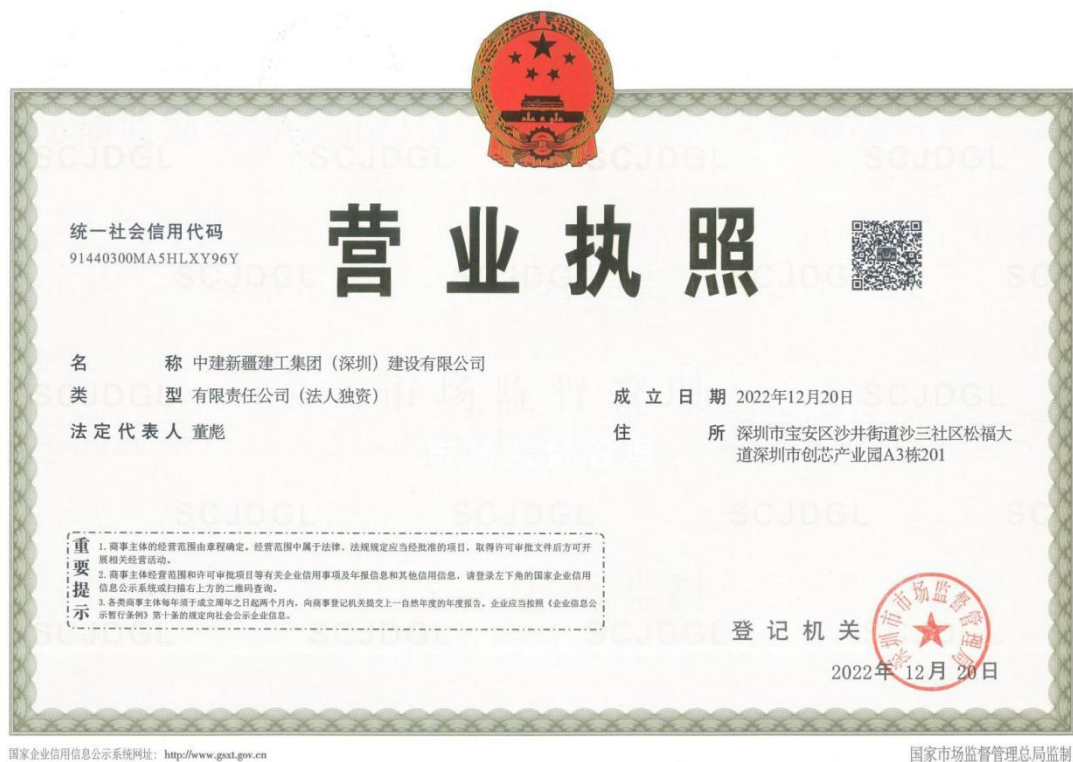 统一社会信用代码
91440300MA5HLXY96Y
营业执照
名 称 中建新疆建工集团（深圳）建设有限公司
类 型 有限责任公司（法人独资）
成立日期 2022年12月20日
法定代表人 董彪
住 所 深圳市宝安区沙井街道沙三社区松福大
道深圳市创芯产业园A3栋201
重要提示
1. 商事主体的经营范围由章程确定。经营范围中属于法律、法规规定应当经批准的项目，取得许可审批文件后方可开
展相关经营活动。
2. 商事主体经营范围和许可审批项目等有关企业信用事项及年报信息和其他信用信息，请登录左下角的国家企业信用
信息公示系统或扫描右上方的二维码查询。
3. 各类商事主体每年须于成立周年之日起两个月内，向商事登记机关提交上一自然年度的年度报告。企业应当按照《企业信息公
示暂行条例》第十条的规定向社会公示企业信息。
登记机关
深圳市市场监督管理局
2022年12月20日
国家企业信用信息公示系统网址：http://www.gsxt.gov.cn
国家市场监督管理总局监制
SCJDGL